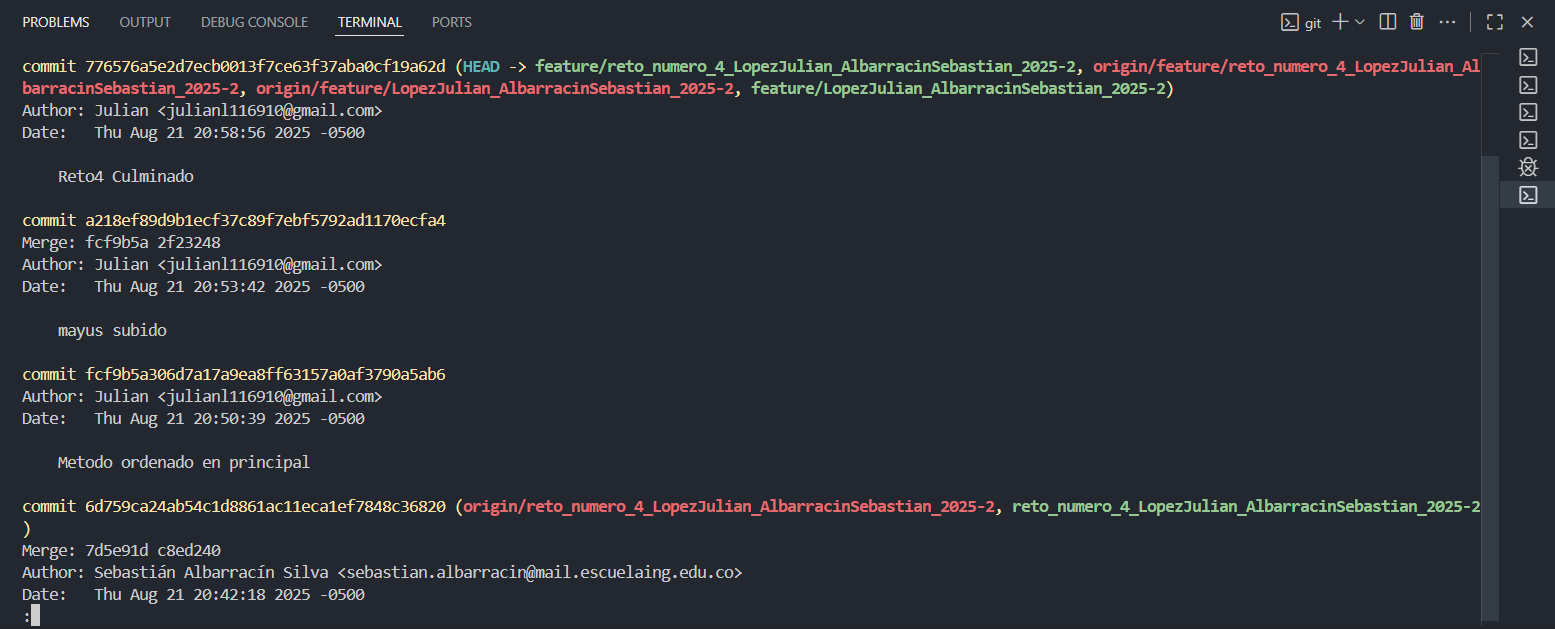 PROBLEMS OUTPUT DEBUG CONSOLE TERMINAL PORTS git
commit 776576a5e2d7ecb0013f7ce63f37aba0cf19a62d (HEAD -> feature/reto_numero_4_LopezJulian_AlbarracinSebastian_2025-2, origin/feature/reto_numero_4_LopezJulian_Al
barracinSebastian_2025-2, origin/feature/LopezJulian_AlbarracinSebastian_2025-2, feature/LopezJulian_AlbarracinSebastian_2025-2)
Author: Julian <julianl116910@gmail.com>
Date:   Thu Aug 21 20:58:56 2025 -0500
Reto4 Culminado
commit a218ef89d9b1ecf37c89f7ebf5792ad1170ecfa4
Merge: fcf9b5a 2f23248
Author: Julian <julianl116910@gmail.com>
Date:   Thu Aug 21 20:53:42 2025 -0500
mayus subido
commit fcf9b5a306d7a17a9ea8ff63157a0af3790a5ab6
Author: Julian <julianl116910@gmail.com>
Date:   Thu Aug 21 20:50:39 2025 -0500
Metodo ordenado en principal
commit 6d759ca24ab54c1d8861ac11eca1ef7848c36820 (origin/reto_numero_4_LopezJulian_AlbarracinSebastian_2025-2, reto_numero_4_LopezJulian_AlbarracinSebastian_2025-2
)
Merge: 7d5e91d c8ed240
Author: Sebastián Albarracín Silva <sebastian.albarracin@mail.escuelaing.edu.co>
Date:   Thu Aug 21 20:42:18 2025 -0500
: